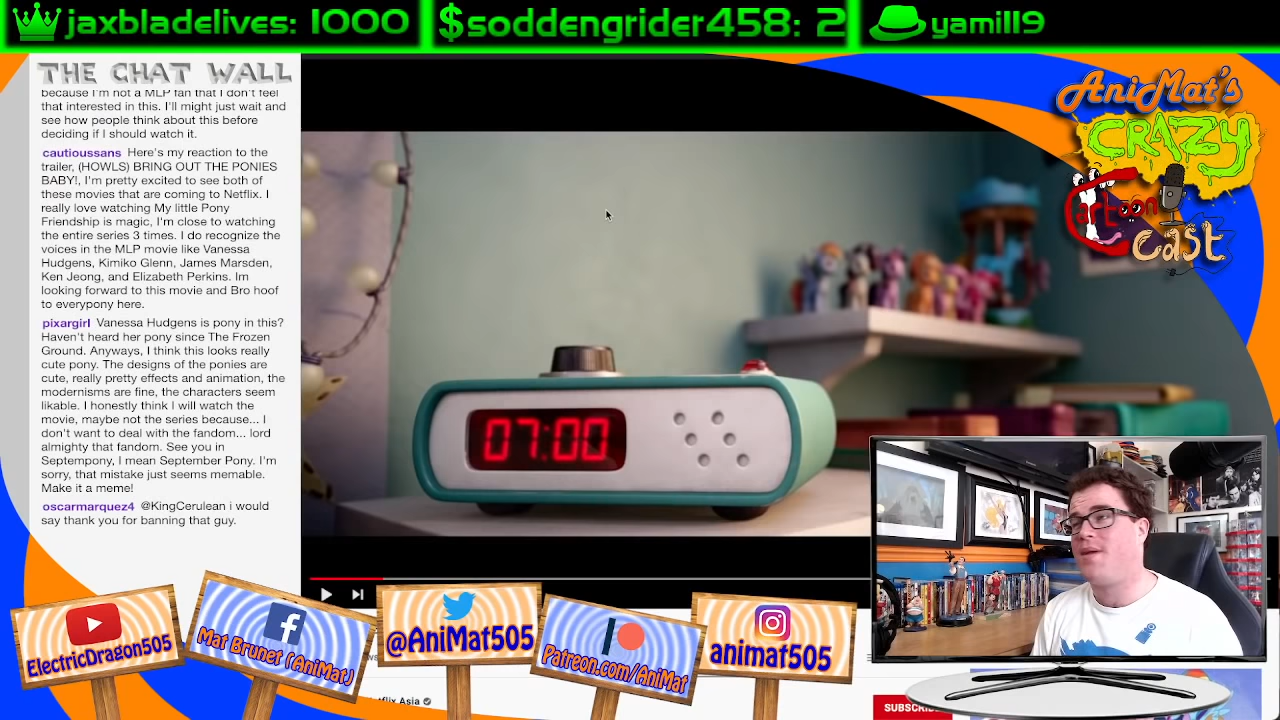 jaxbladelives: 1000
$soddengrider458: 2
yamill9
THE CHAT WALL
because I'm not a MLP fan that I don't feel
that interested in this. I'll might just wait and
see how people think about this before
deciding if I should watch it.
cautioussans Here's my reaction to the
trailer, (HOWLS) BRING OUT THE PONIES
BABY!, I'm pretty excited to see both of
these movies that are coming to Netflix. I
really love watching My little Pony
Friendship is magic, I'm close to watching
the entire series 3 times. I do recognize the
voices in the MLP movie like Vanessa
Hudgens, Kimiko Glenn, James Marsden,
Ken Jeong, and Elizabeth Perkins. Im
looking forward to this movie and Bro hoof
to everypony here.
pixargirl Vanessa Hudgens is pony in this?
Haven't heard her pony since The Frozen
Ground. Anyways, I think this looks really
cute pony. The designs of the ponies are
cute, really pretty effects and animation, the
modernisms are fine, the characters seem
likable. I honestly think I will watch the
movie, maybe not the series because... I
don't want to deal with the fandom... lord
almighty that fandom. See you in
Septempony, I mean September Pony. I'm
sorry, that mistake just seems memable.
Make it a meme!
oscarmarquez4 @KingCerulean i would
say thank you for banning that guy.
AniMat's
CRAZY
Cartoon
Cast
07:00
ElectricDragon505
Mat Brunet (AniMat)
@AniMat505
Patreon.com/AniMat
animat505
Asia
SUBSCRIB